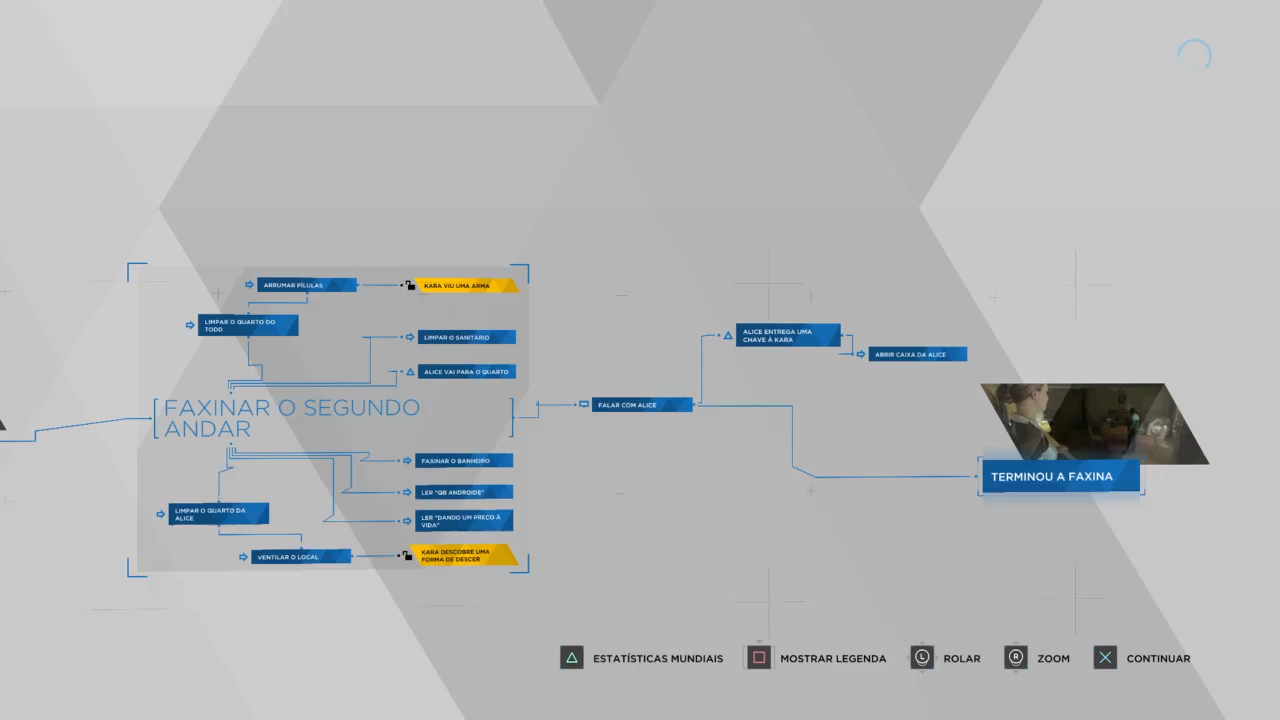 ARRUMAR PÍLULAS
KARA VIU UMA ARMA
LIMPAR O QUARTO DO
TODD
LIMPAR O SANITÁRIO
ALICE VAI PARA O QUARTO
FAXINAR O SEGUNDO
ANDAR
FAXINAR O BANHEIRO
LER "QB ANDROIDE"
LER "DANDO UM PREÇO À
VIDA"
LIMPAR O QUARTO DA
ALICE
VENTILAR O LOCAL
KARA DESCOBRE UMA
FORMA DE DESCER
FALAR COM ALICE
ALICE ENTREGA UMA
CHAVE À KARA
ABRIR CAIXA DA ALICE
TERMINOU A FAXINA
ESTATÍSTICAS MUNDIAIS
MOSTRAR LEGENDA
L
ROLAR
R
ZOOM
CONTINUAR